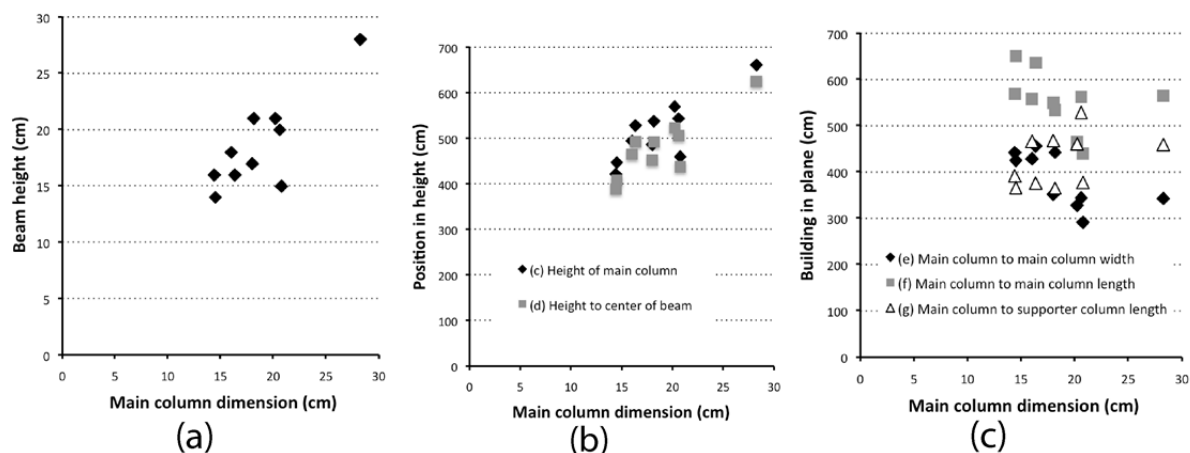 30
25
20
15
10
5
0
Beam height (cm)
0 5 10 15 20 25 30
Main column dimension (cm)
(a)
700
600
500
400
300
200
100
0
Position in height (cm)
(c) Height of main column
(d) Height to center of beam
0 5 10 15 20 25 30
Main column dimension (cm)
(b)
700
600
500
400
300
200
100
0
Building in plane (cm)
(e) Main column to main column width
(f) Main column to main column length
(g) Main column to supporter column length
0 5 10 15 20 25 30
Main column dimension (cm)
(c)